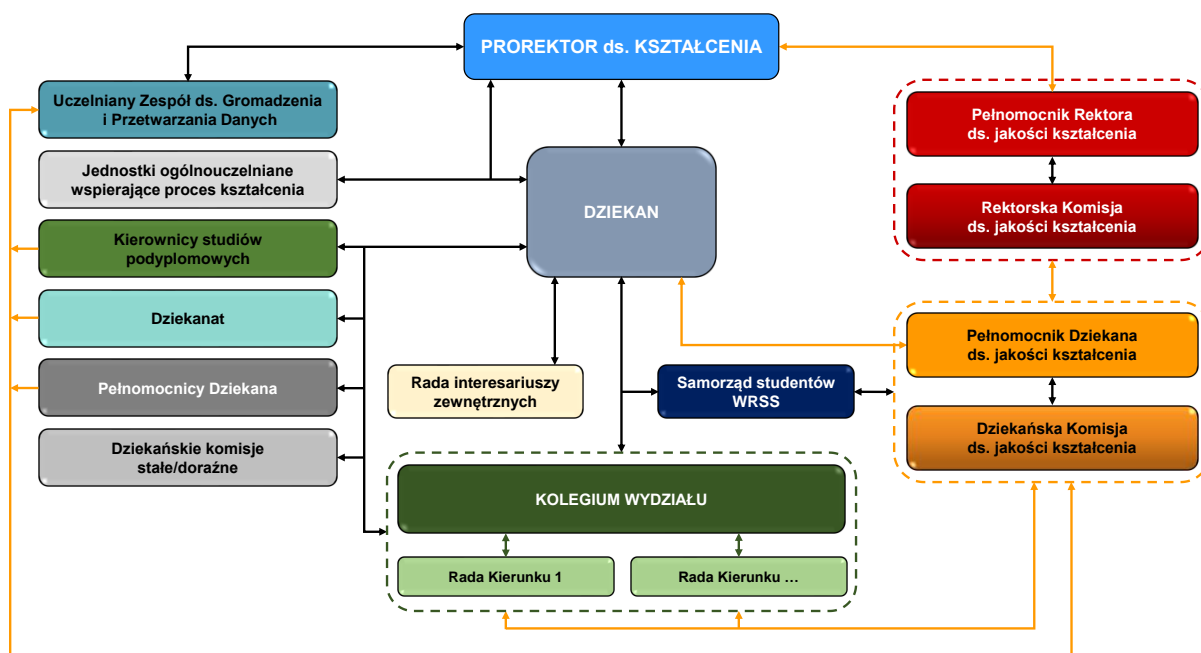 PROREKTOR ds. KSZTAŁCENIA
Uczelniany Zespół ds. Gromadzenia
i Przetwarzania Danych
Jednostki ogólnouczelniane
wspierające proces kształcenia
Kierownicy studiów
podyplomowych
Dziekanat
Pełnomocnicy Dziekana
Dziekańskie komisje
stałe/doraźne
DZIEKAN
Rada interesariuszy
zewnętrznych
Samorząd studentów
WRSS
KOLEGIUM WYDZIAŁU
Rada Kierunku 1
Rada Kierunku ...
Pełnomocnik Rektora
ds. jakości kształcenia
Rektorska Komisja
ds. jakości kształcenia
Pełnomocnik Dziekana
ds. jakości kształcenia
Dziekańska Komisja
ds. jakości kształcenia